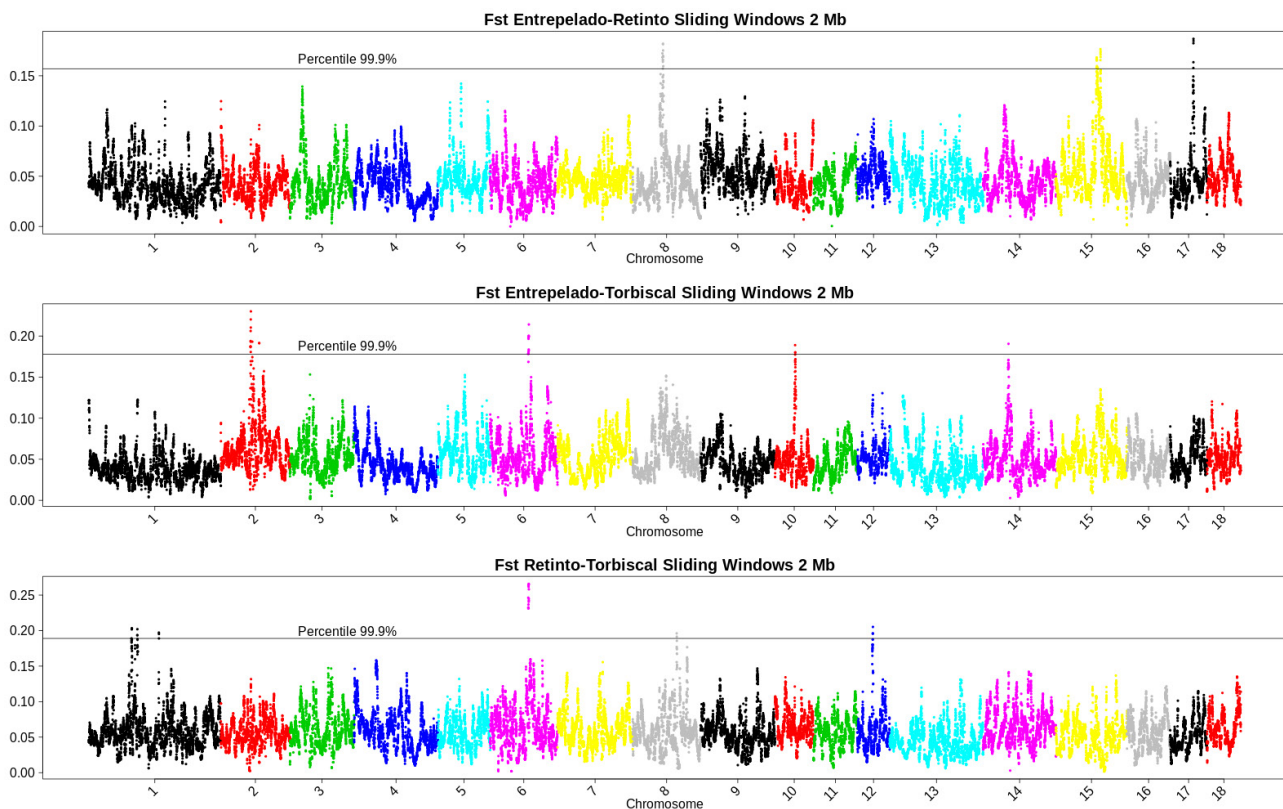 Fst Entrepelado-Retinto Sliding Windows 2 Mb
Percentile 99.9%
0.15
0.10
0.05
0.00
1 2 3 4 5 6 7 8 9 10 11 12 13 14 15 16 17 18
Chromosome
Fst Entrepelado-Torbiscal Sliding Windows 2 Mb
Percentile 99.9%
0.20
0.15
0.10
0.05
0.00
1 2 3 4 5 6 7 8 9 10 11 12 13 14 15 16 17 18
Chromosome
Fst Retinto-Torbiscal Sliding Windows 2 Mb
0.25
0.20
Percentile 99.9%
0.15
0.10
0.05
0.00
1 2 3 4 5 6 7 8 9 10 11 12 13 14 15 16 17 18
Chromosome